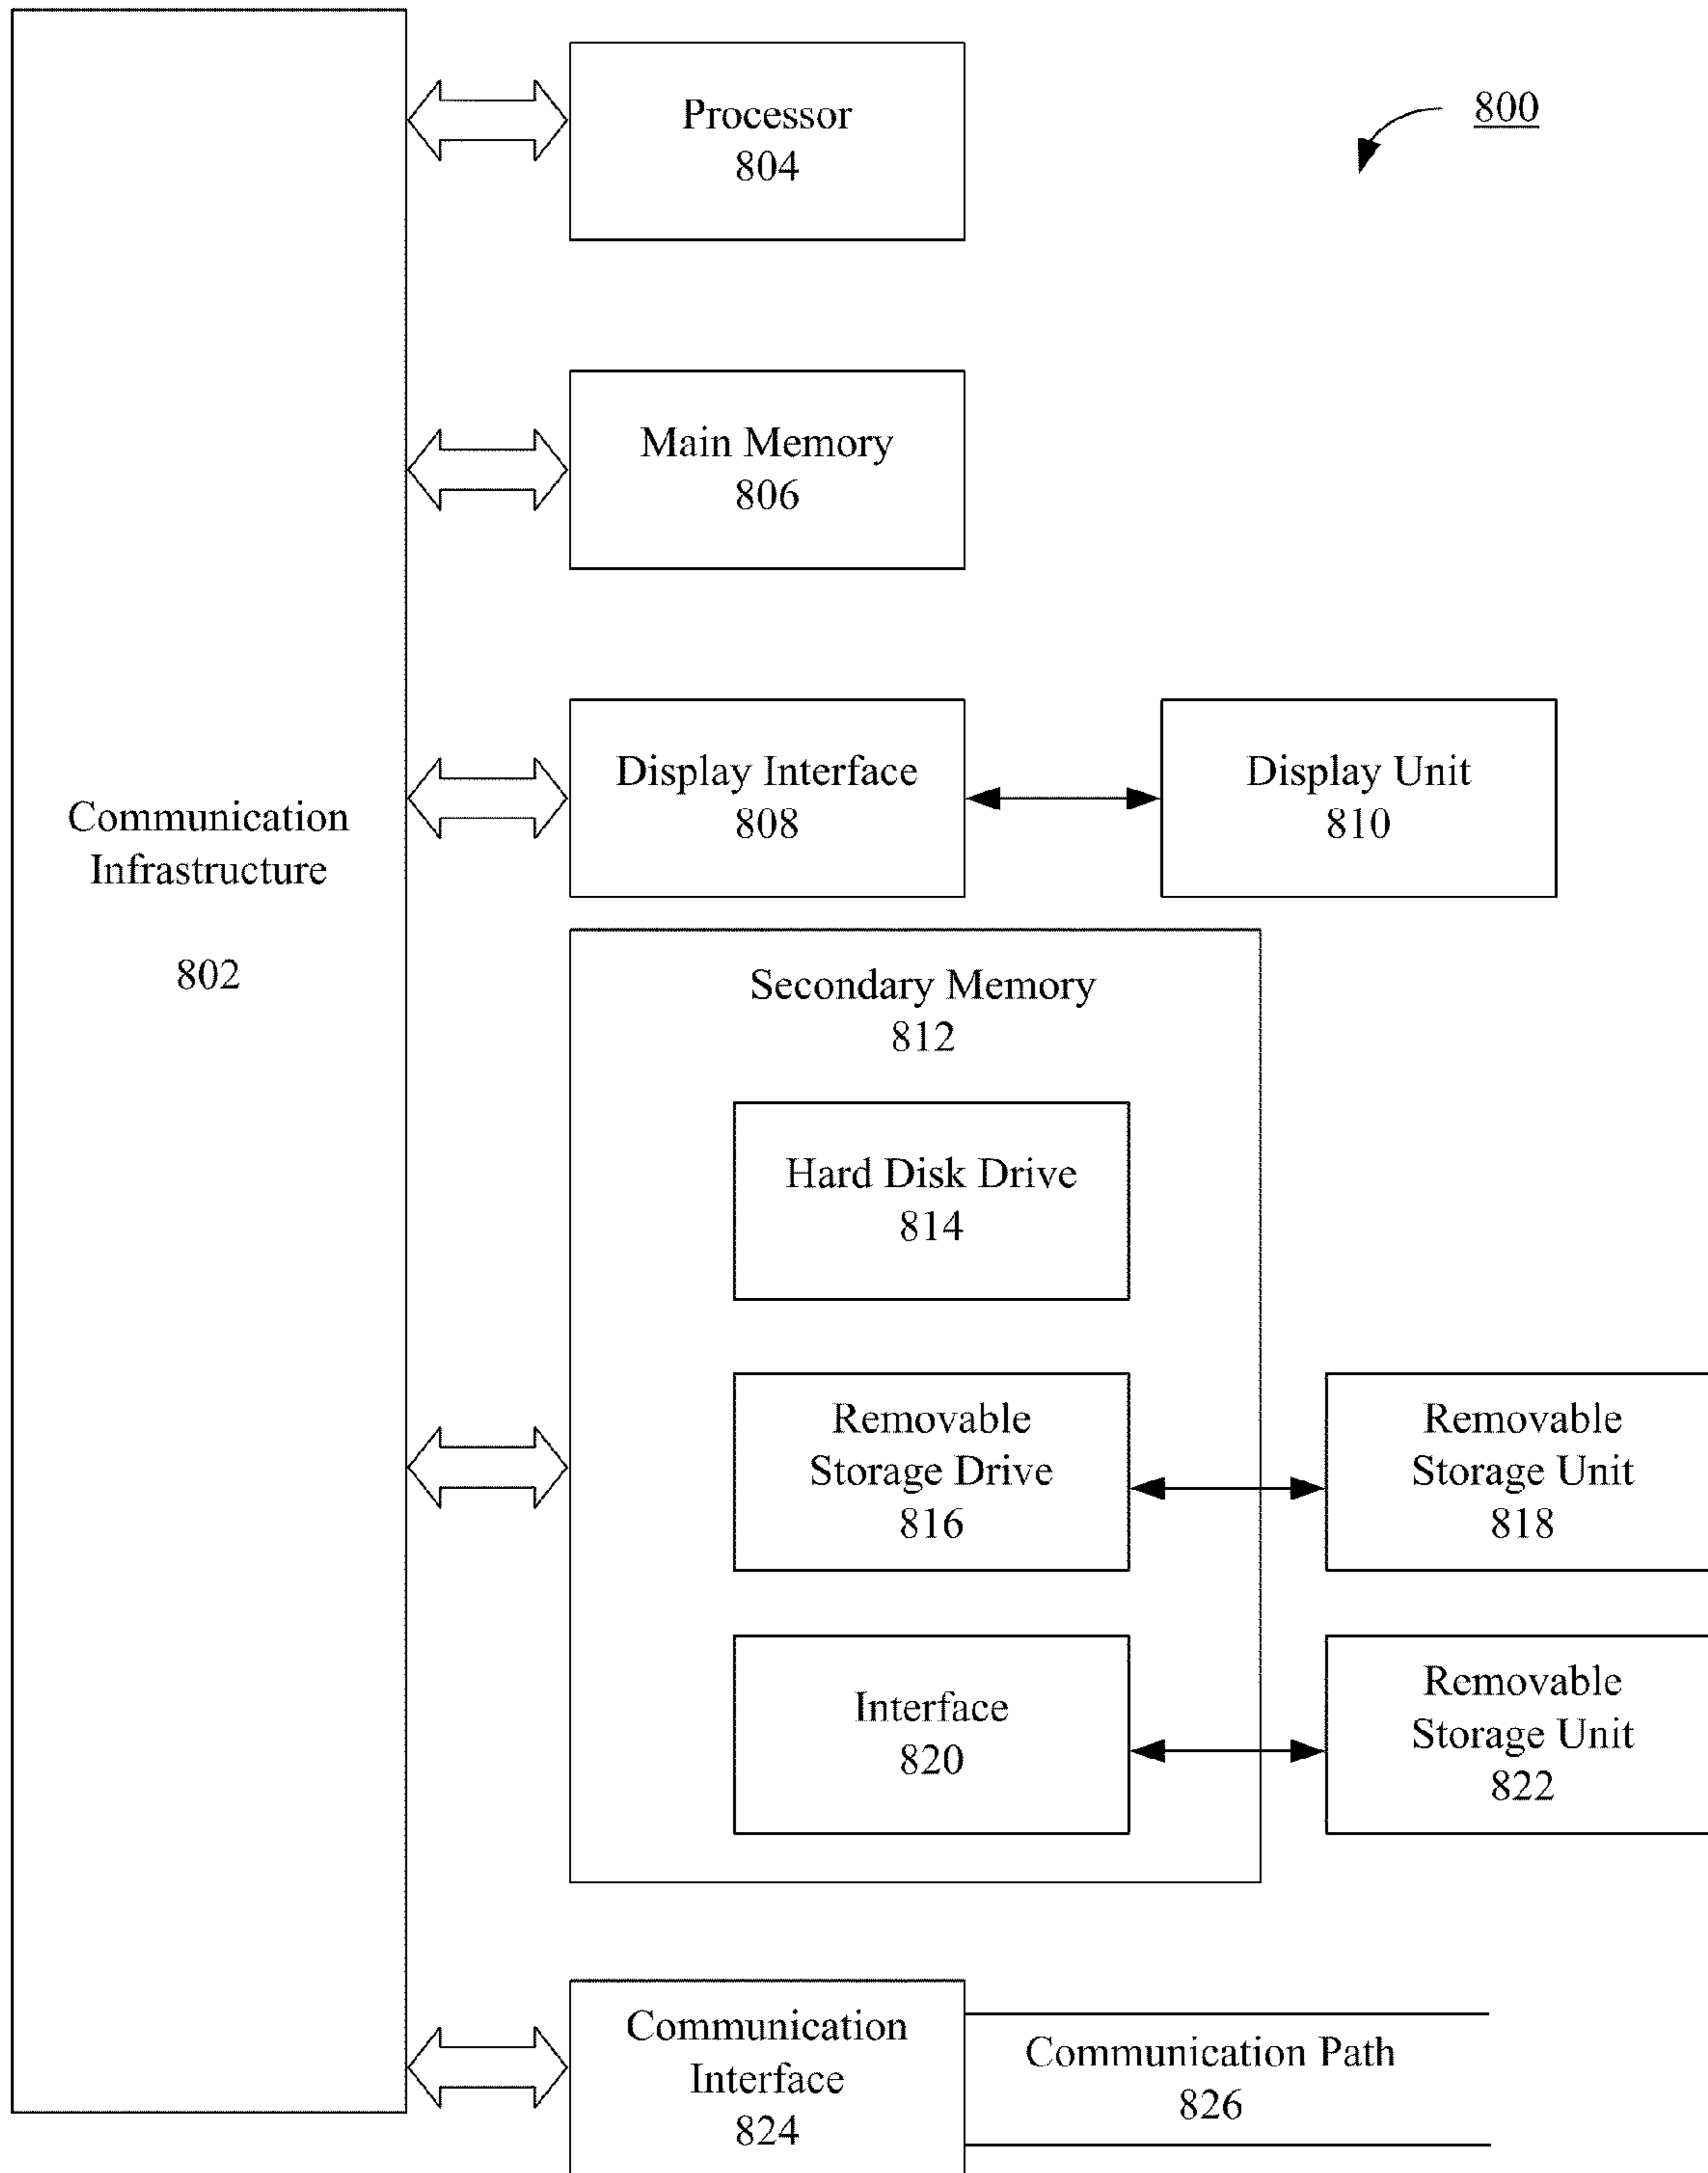 800
Processor
804
Main Memory
806
Display Interface
808
Display Unit
810
Communication
Infrastructure
802
Secondary Memory
812
Hard Disk Drive
814
Removable
Storage Drive
816
Removable
Storage Unit
818
Interface
820
Removable
Storage Unit
822
Communication
Interface
824
Communication Path
826